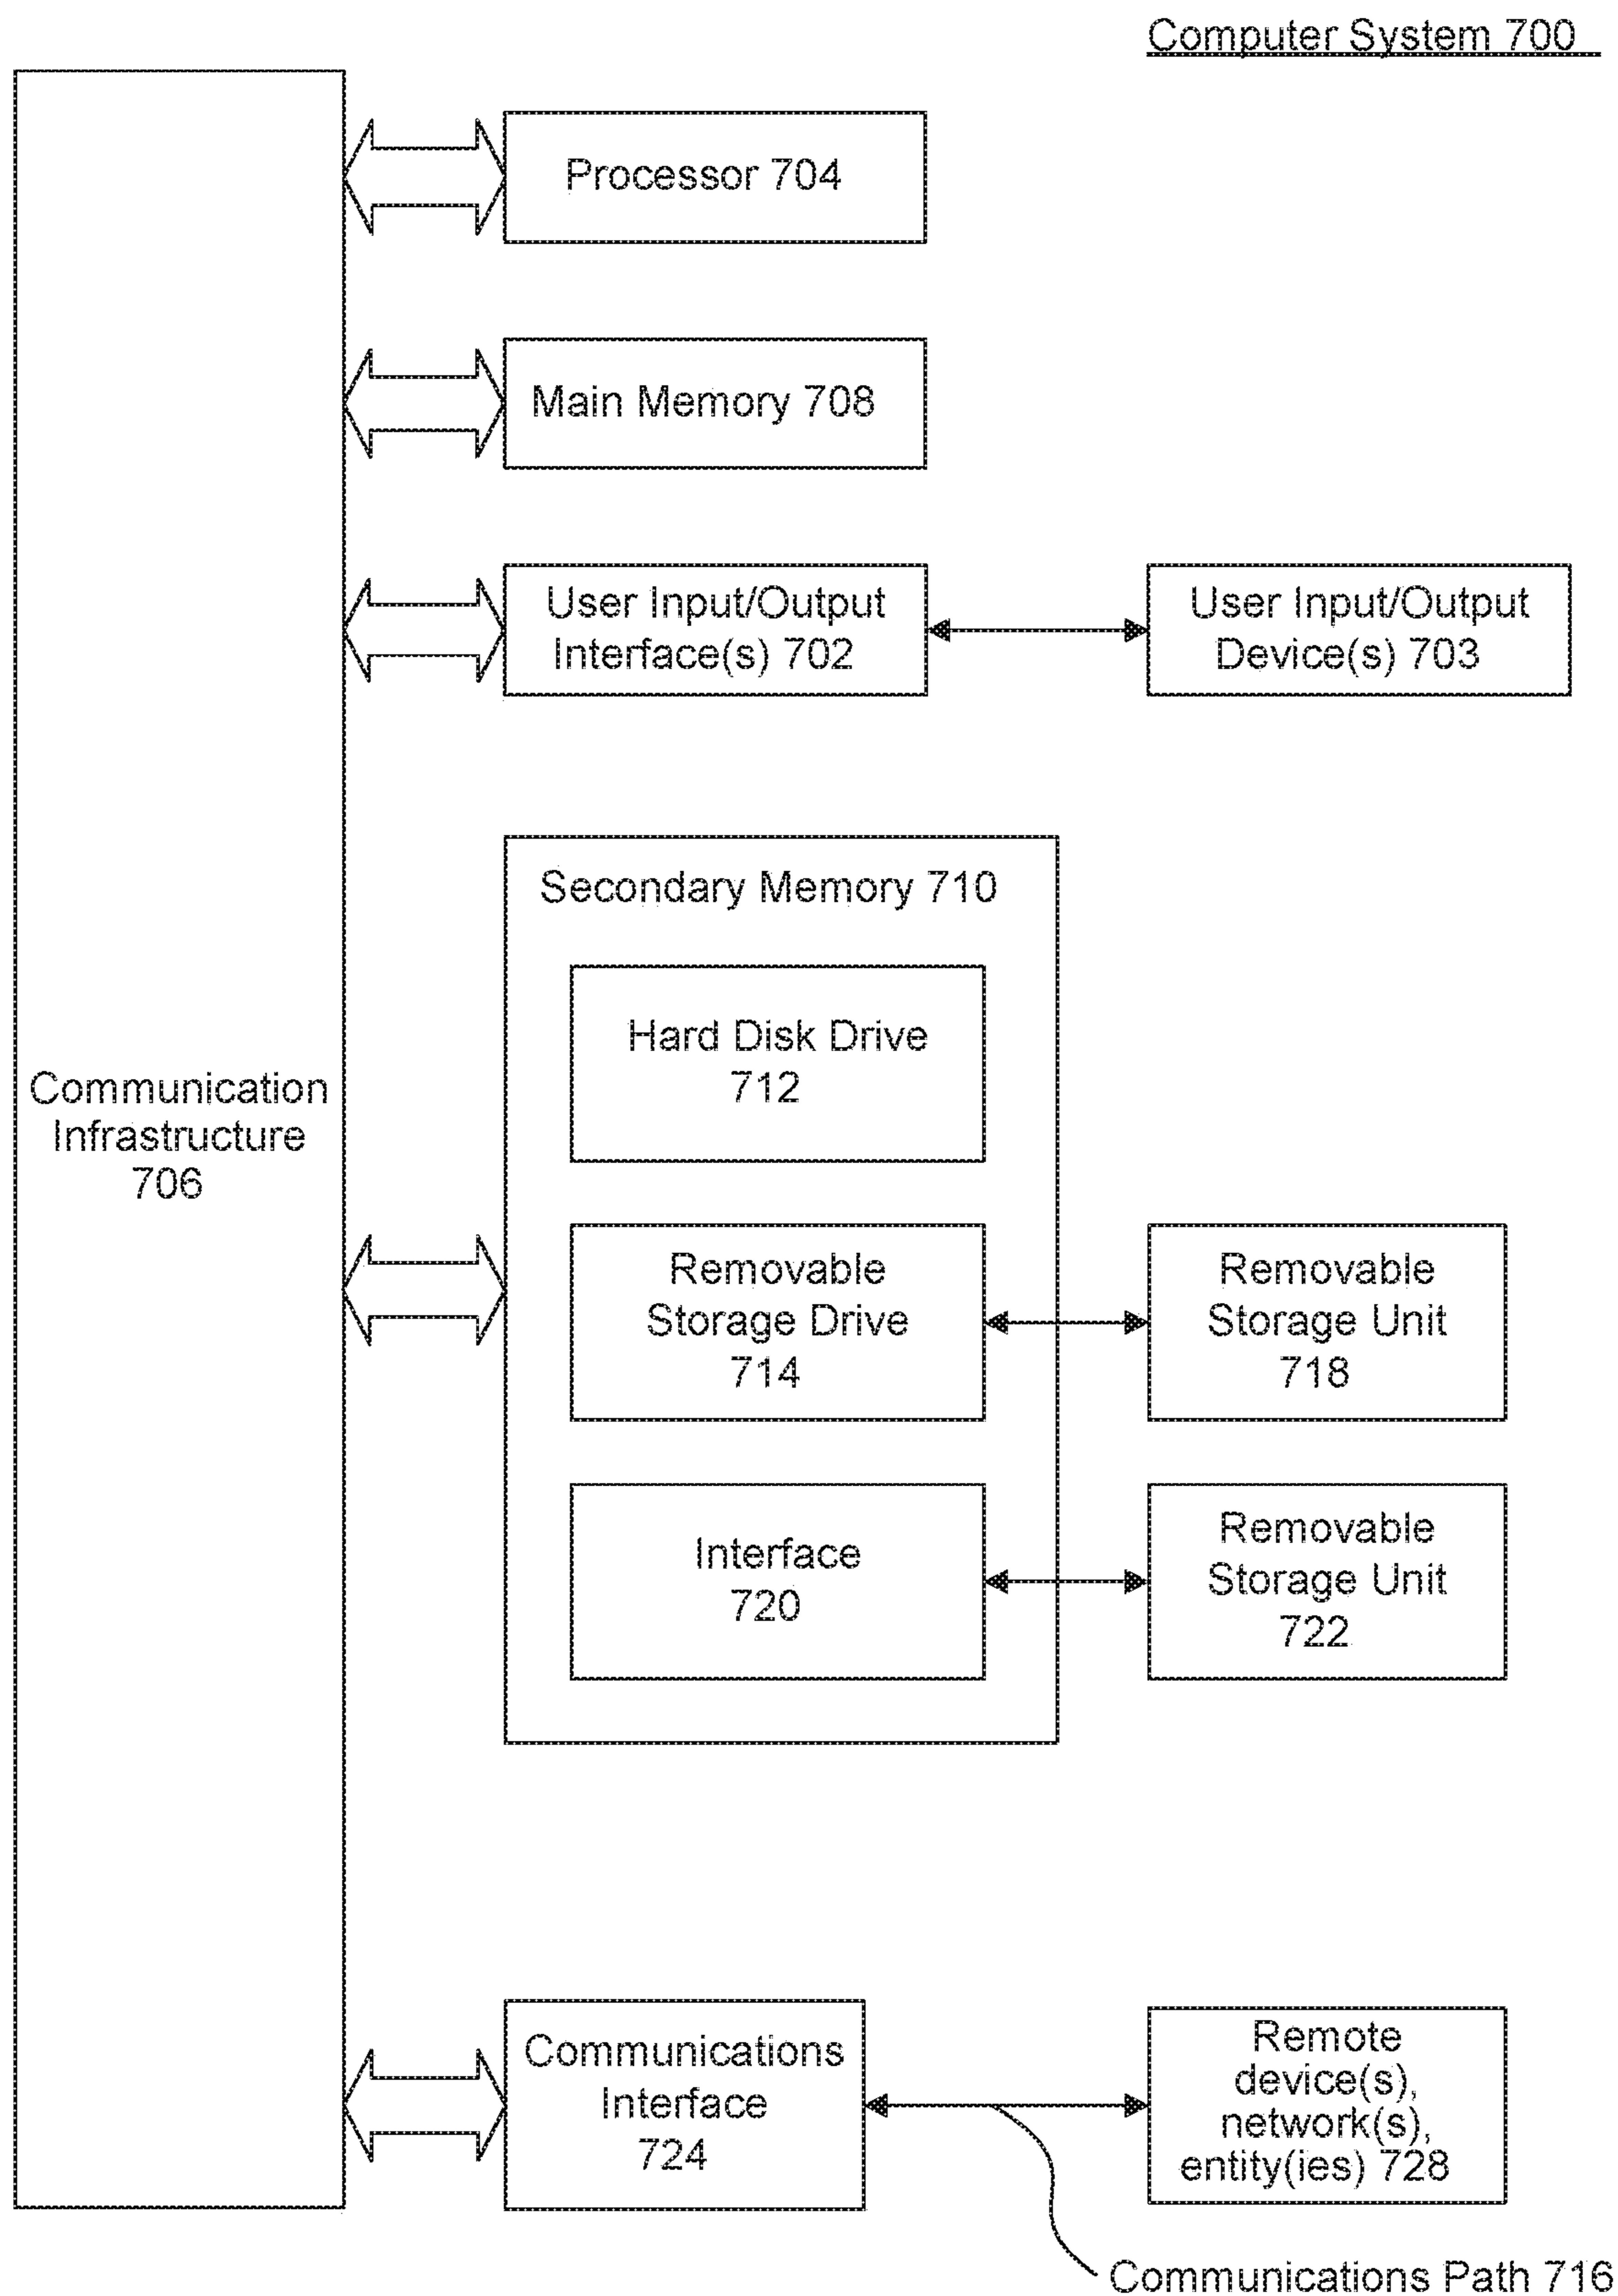 Computer System 700
Processor 704
Main Memory 708
User Input/Output
Interface(s) 702
User Input/Output
Device(s) 703
Secondary Memory 710
Hard Disk Drive
712
Communication
Infrastructure
706
Removable
Storage Drive
714
Removable
Storage Unit
718
Interface
720
Removable
Storage Unit
722
Communications
Interface
724
Remote
device(s),
network(s),
entity(ies) 728
Communications Path 716